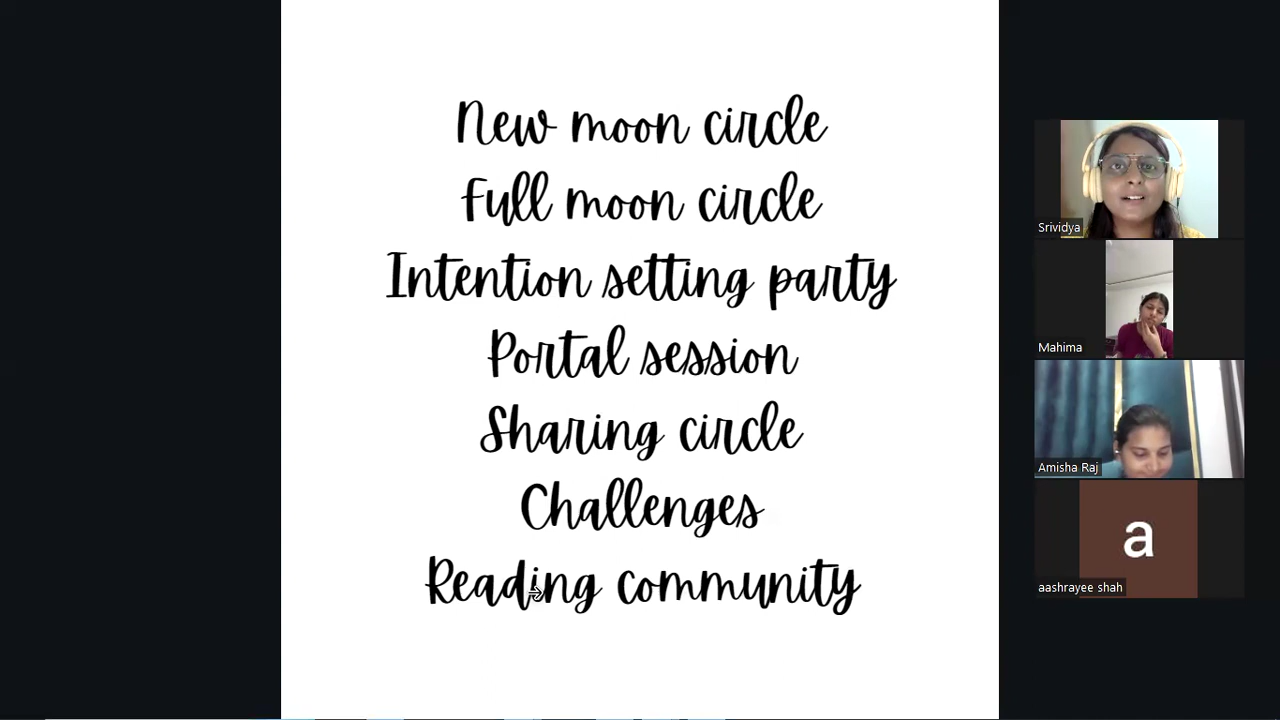 New moon circle
Full moon circle
Intention setting party
Portal session
Sharing circle
Challenges
Reading community
Srividya
Mahima
Amisha Raj
a
aashrayee shah